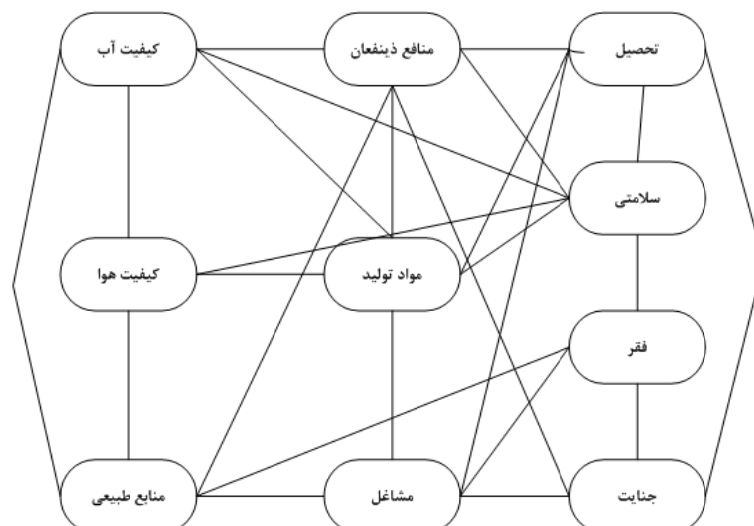 تحصیل
منافع ذینفعان
کیفیت آب
سلامتی
مواد تولید
کیفیت هوا
فقر
جنایت
مشاغل
منابع طبیعی